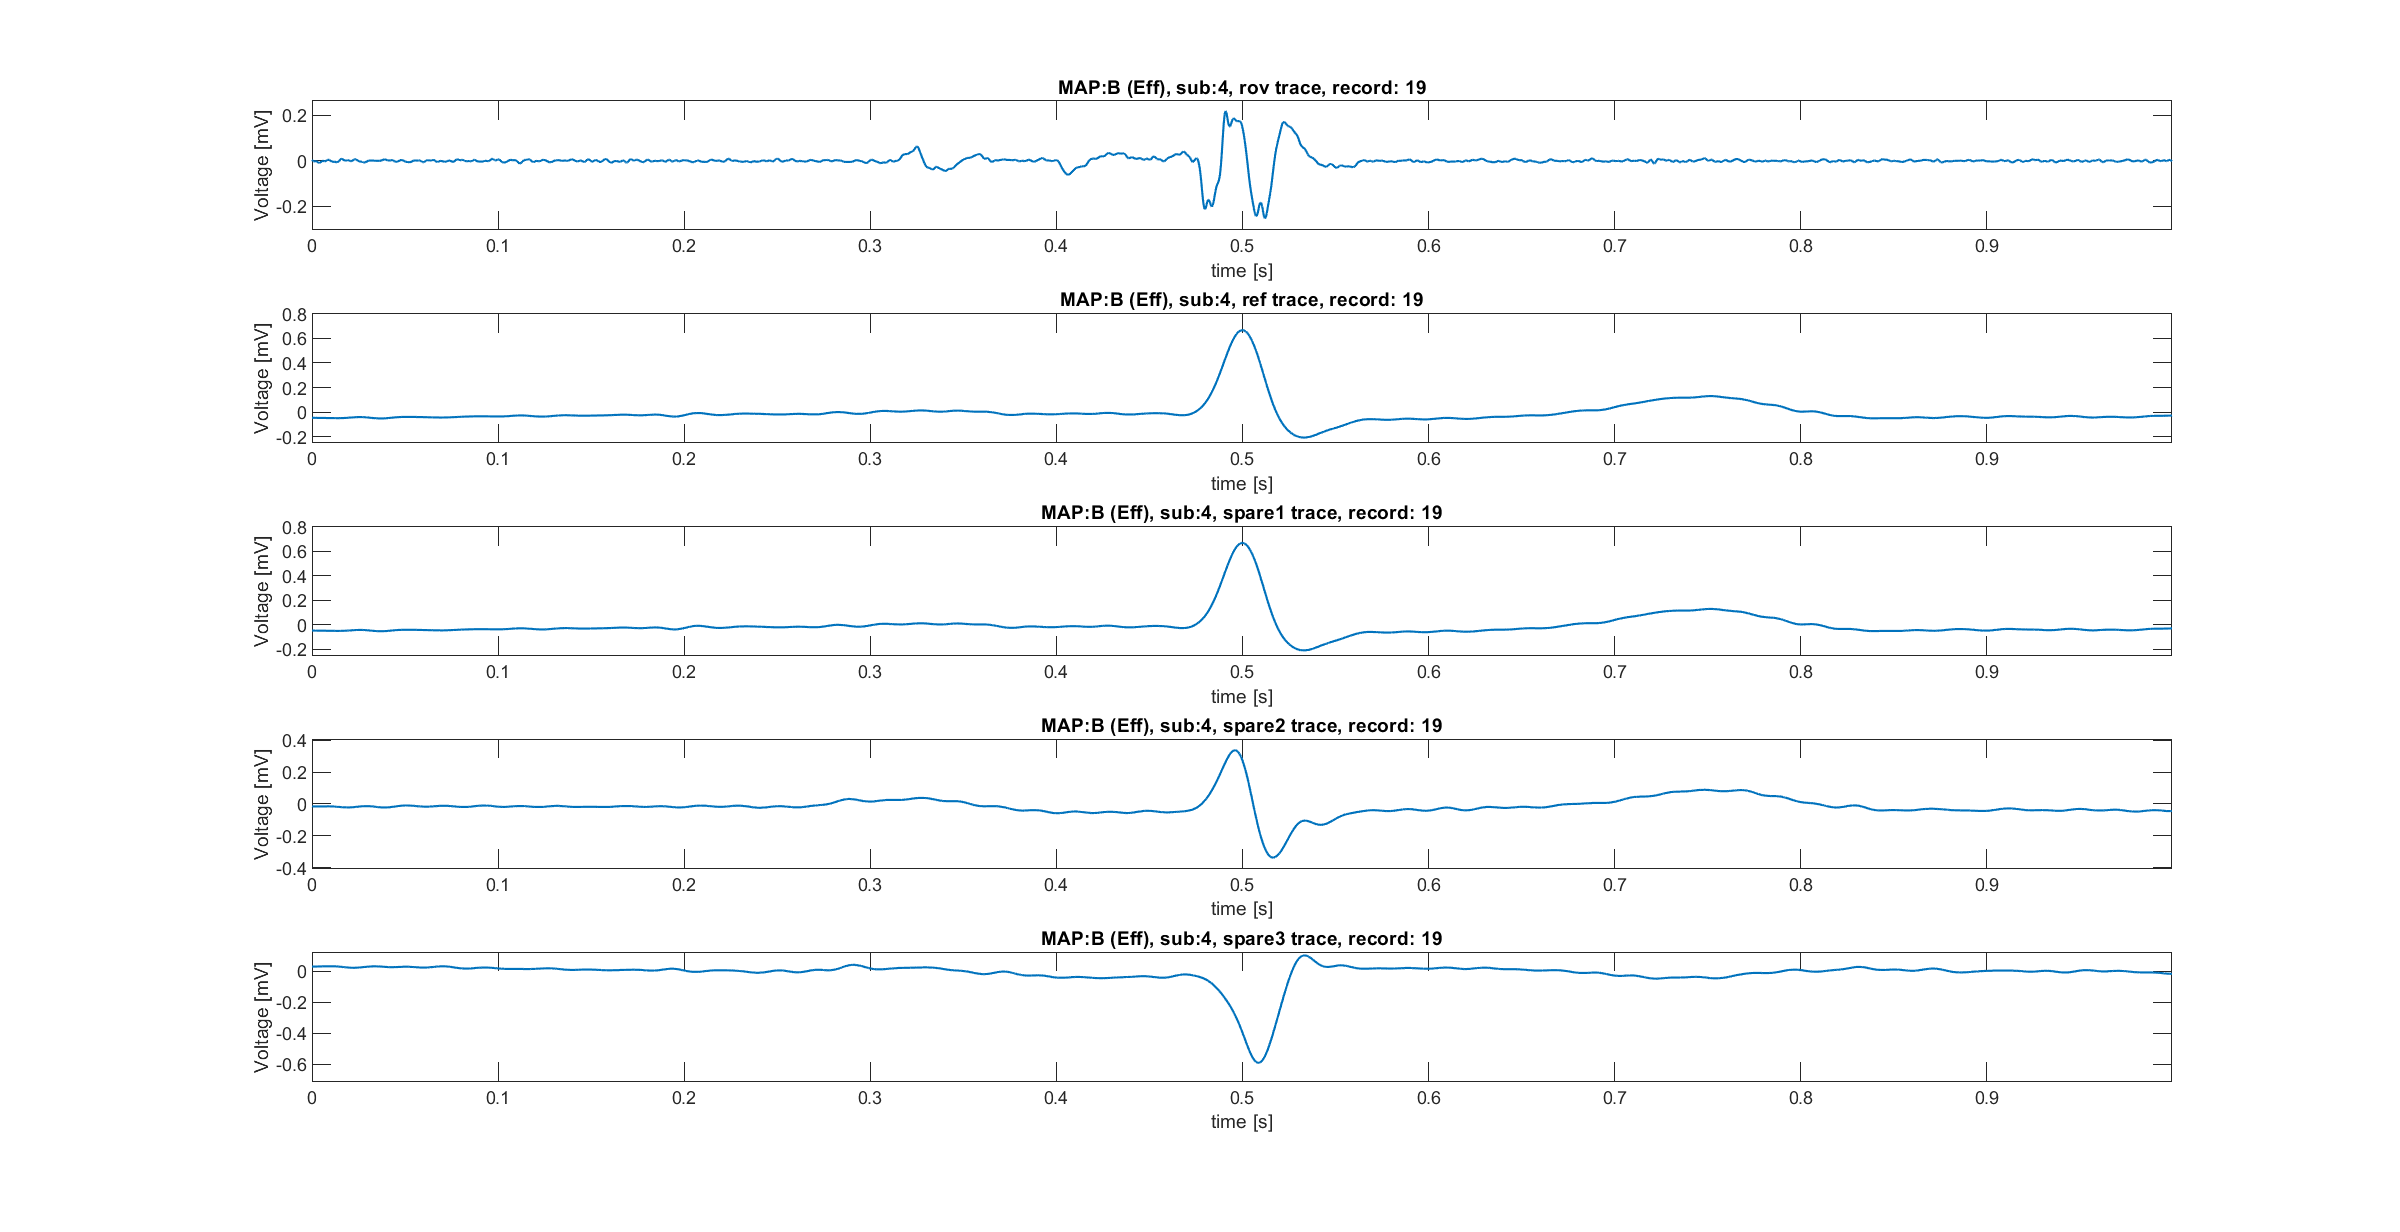 MAP:B (Eff), sub:4, rov trace, record: 19
Voltage [mV]
0.2
0
-0.2
0 0.1 0.2 0.3 0.4 0.5 0.6 0.7 0.8 0.9
time [s]
MAP:B (Eff), sub:4, ref trace, record: 19
Voltage [mV]
0.8
0.6
0.4
0.2
0
-0.2
0 0.1 0.2 0.3 0.4 0.5 0.6 0.7 0.8 0.9
time [s]
MAP:B (Eff), sub:4, spare1 trace, record: 19
Voltage [mV]
0.8
0.6
0.4
0.2
0
-0.2
0 0.1 0.2 0.3 0.4 0.5 0.6 0.7 0.8 0.9
time [s]
MAP:B (Eff), sub:4, spare2 trace, record: 19
Voltage [mV]
0.4
0.2
0
-0.2
-0.4
0 0.1 0.2 0.3 0.4 0.5 0.6 0.7 0.8 0.9
time [s]
MAP:B (Eff), sub:4, spare3 trace, record: 19
Voltage [mV]
0
-0.2
-0.4
-0.6
0 0.1 0.2 0.3 0.4 0.5 0.6 0.7 0.8 0.9
time [s]